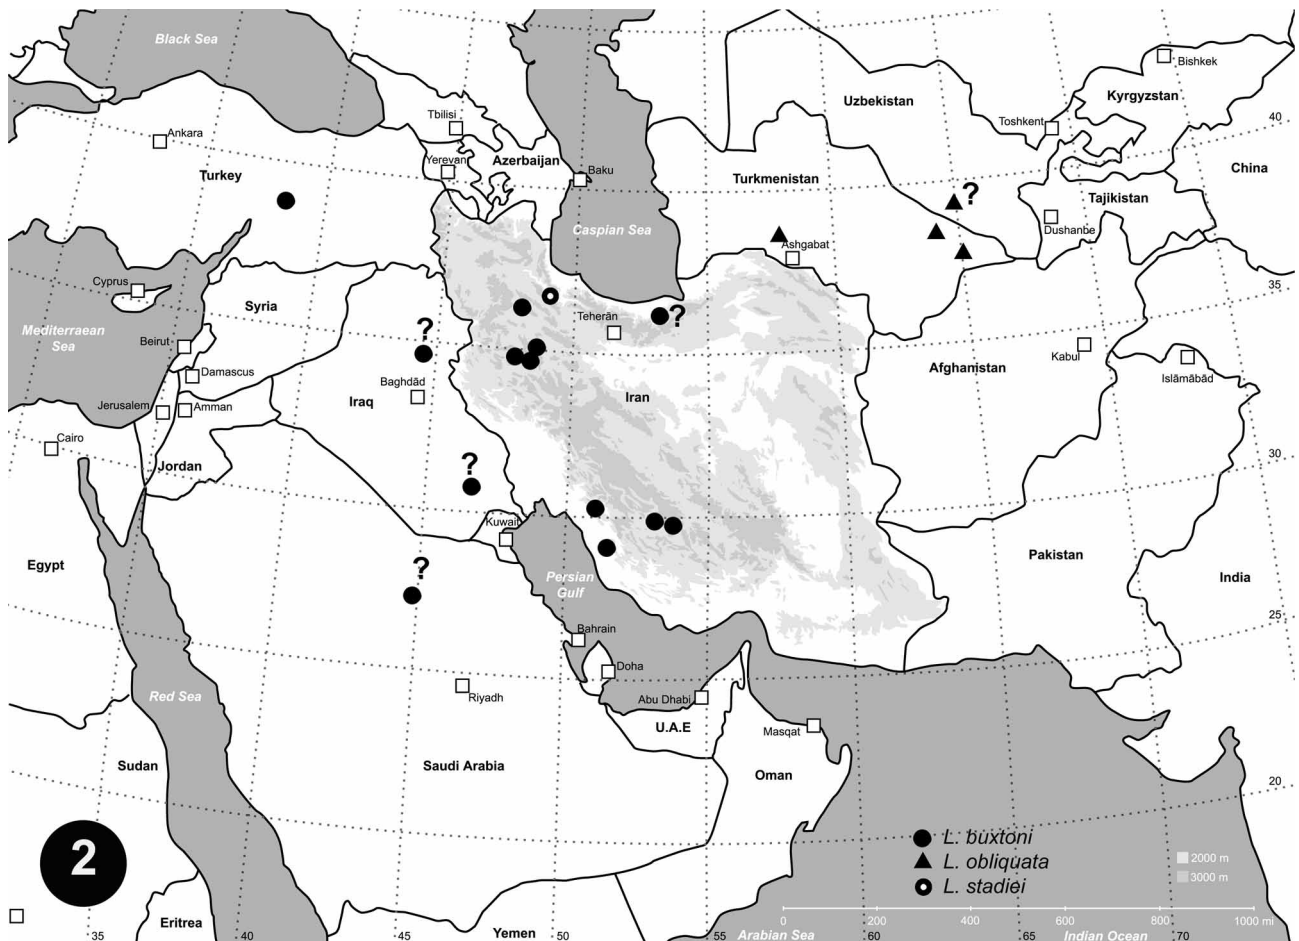 Black Sea
Bishkek
Kyrgyzstan
Uzbekistan
Tbilisi
Toshkent
40
Ankara
Yerevan
Azerbaijan
Baku
China
Turkey
Turkmenistan
Tajikistan
?
Dushanbe
Caspian Sea
Ashgabat
Cyprus
Syria
35
Mediterraean
Sea
?
Teherān
?
Beirut
Kabul
Islāmābād
Damascus
Afghanistan
Baghdād
Iraq
Iran
Jerusalem
Amman
Cairo
Jordan
30
?
Kuwait
Pakistan
Egypt
?
Persian
Gulf
India
25
Bahrain
Doha
Red Sea
Riyadh
Abu Dhabi
U.A.E
Masqat
Sudan
Saudi Arabia
Oman
20
2
L. buxtoni
L. obliquata
L. stadiei
2000 m
3000 m
Eritrea
Yemen
0
200
400
600
800
1000 mi
35
40
45
50
55
Arabian Sea
65
Indian Ocean
70